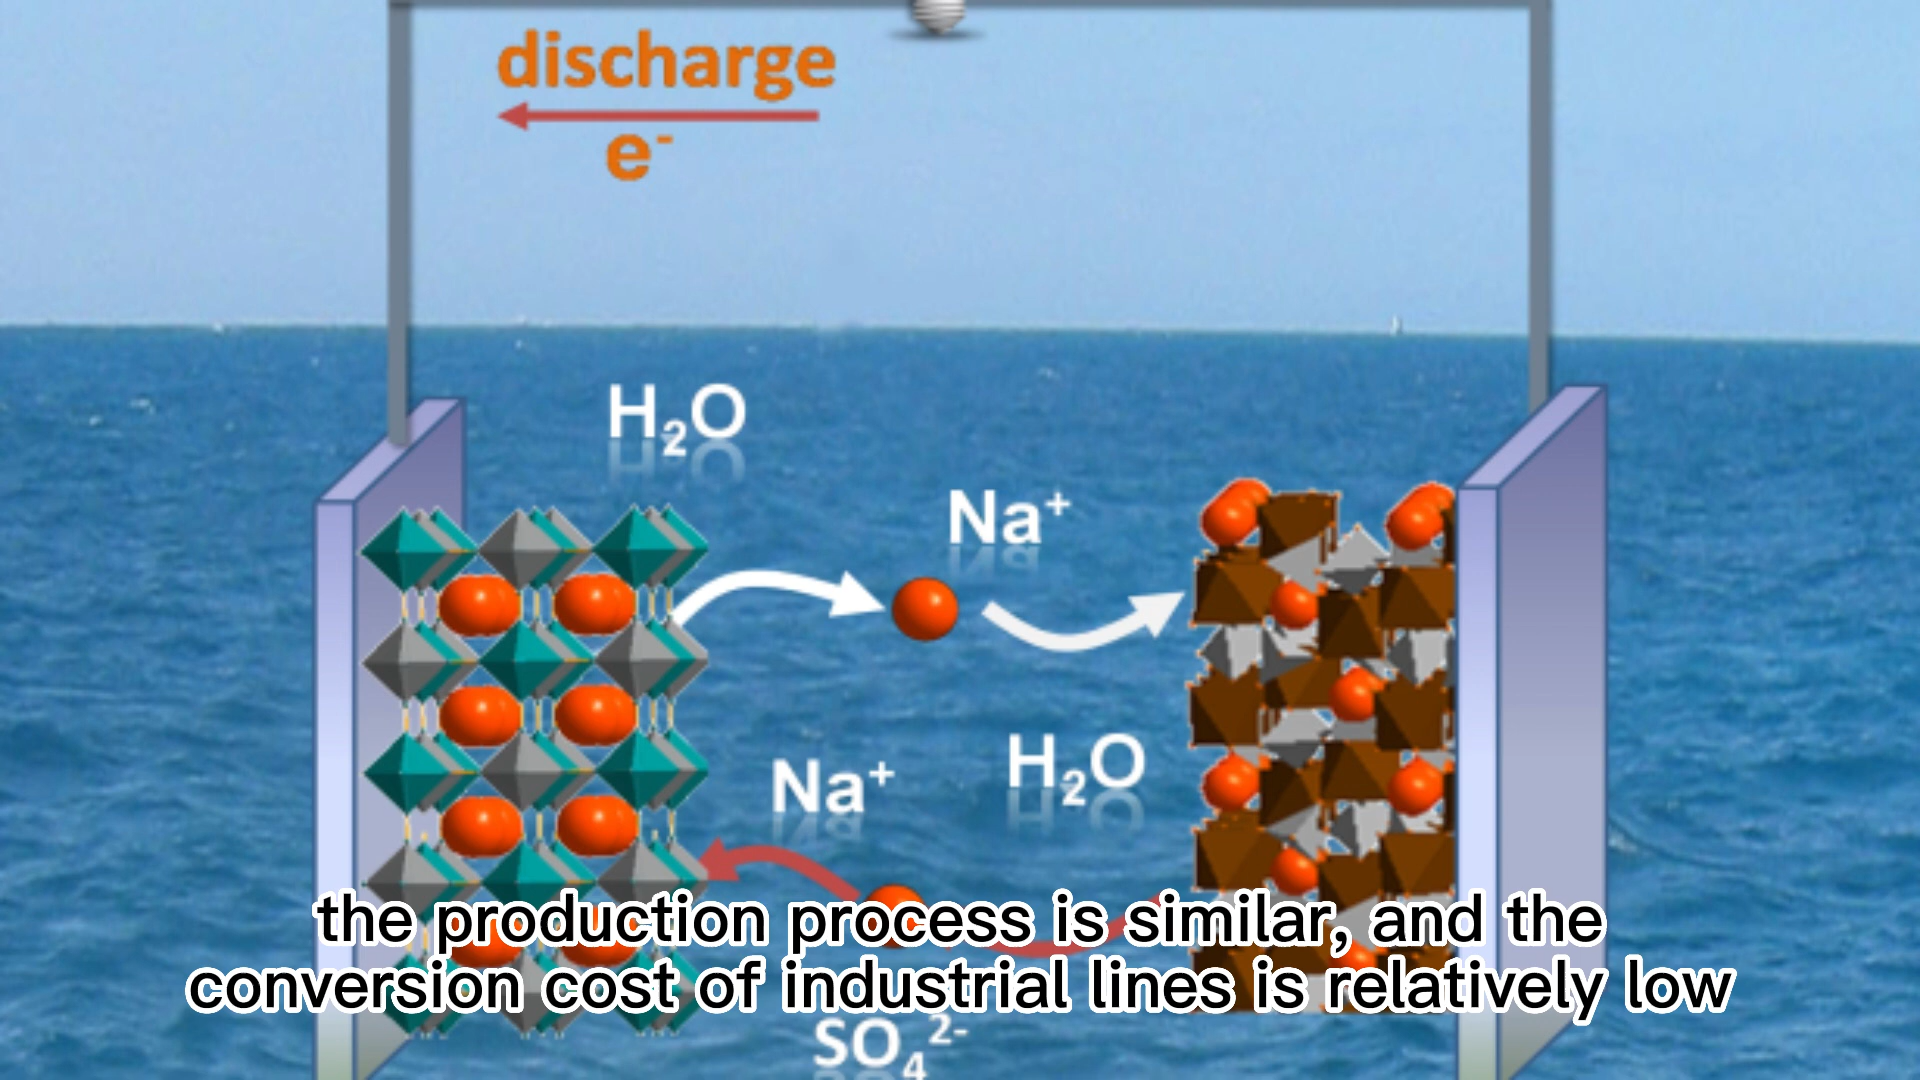 discharge
e⁻
H₂O
Na⁺
Na⁺
H₂O
the production process is similar, and the
conversion cost of industrial lines is relatively low
SO₄²⁻